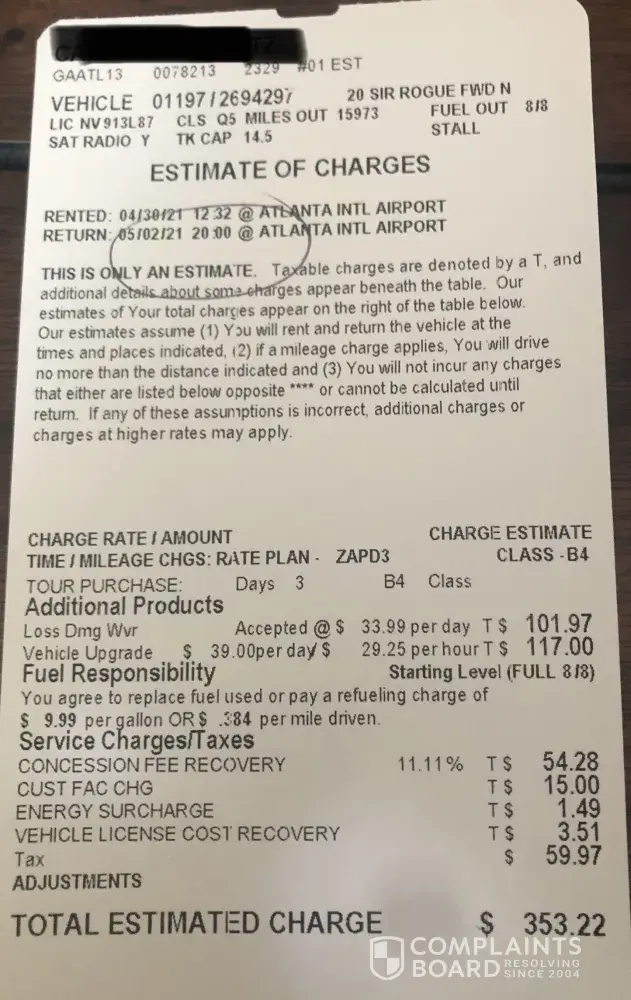 GAATL13 0078213 2329 #01 EST
VEHICLE 01197/2694297 20 SIR ROGUE FWD N
LIC NV913L87 CLS Q5 MILES OUT 15973 FUEL OUT 8/8
SAT RADIO Y TK CAP 14.5 STALL
ESTIMATE OF CHARGES
RENTED: 04/30/21 12:32 @ ATLANTA INTL AIRPORT
RETURN: 05/02/21 20:00 @ ATLANTA INTL AIRPORT
THIS IS ONLY AN ESTIMATE. Taxable charges are denoted by a T, and
additional details about some charges appear beneath the table. Our
estimates of Your total charges appear on the right of the table below.
Our estimates assume (1) You will rent and return the vehicle at the
times and places indicated, (2) if a mileage charge applies, You will drive
no more than the distance indicated and (3) You will not incur any charges
that either are listed below opposite **** or cannot be calculated until
return. If any of these assumptions is incorrect, additional charges or
charges at higher rates may apply.
CHARGE RATE / AMOUNT CHARGE ESTIMATE
TIME / MILEAGE CHGS: RATE PLAN - ZAPD3 CLASS -B4
TOUR PURCHASE: Days 3 B4 Class
Additional Products
Loss Dmg Wvr Accepted @ $ 33.99 per day T $ 101.97
Vehicle Upgrade $ 39.00per day/ $ 29.25 per hour T $ 117.00
Fuel Responsibility Starting Level (FULL 8/8)
You agree to replace fuel used or pay a refueling charge of
$ 9.99 per gallon OR $ .384 per mile driven.
Service Charges/Taxes
CONCESSION FEE RECOVERY 11.11% T $ 54.28
CUST FAC CHG T $ 15.00
ENERGY SURCHARGE T $ 1.49
VEHICLE LICENSE COST RECOVERY T $ 3.51
Tax $ 59.97
ADJUSTMENTS
TOTAL ESTIMATED CHARGE $ 353.22
COMPLAINTS
BOARD RESOLVING
SINCE 2004